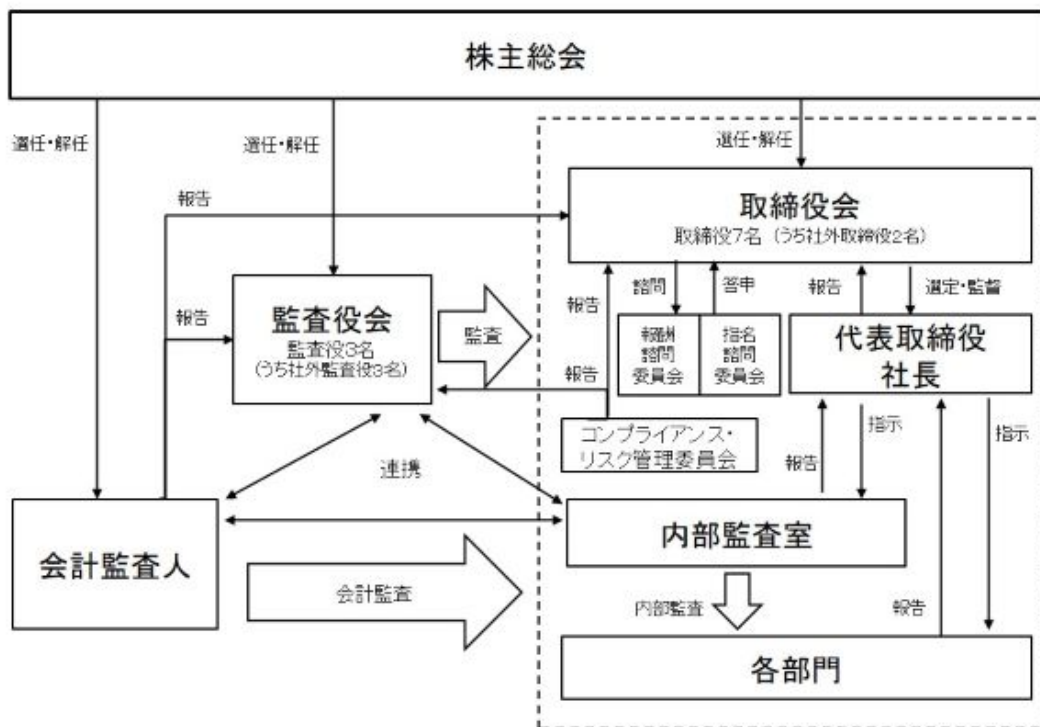 株主総会
選任・解任
選任・解任
選任・解任
報告
取締役会
取締役7名（うち社外取締役2名）
報告
監査役会
監査役3名
（うち社外監査役3名）
監査
報告
諮問
答申
報告
選定・監督
報酬
諮問
委員会
指名
諮問
委員会
代表取締役
社長
報告
コンプライアンス・
リスク管理委員会
連携
報告
指示
指示
会計監査人
内部監査室
会計監査
内部監査
報告
各部門